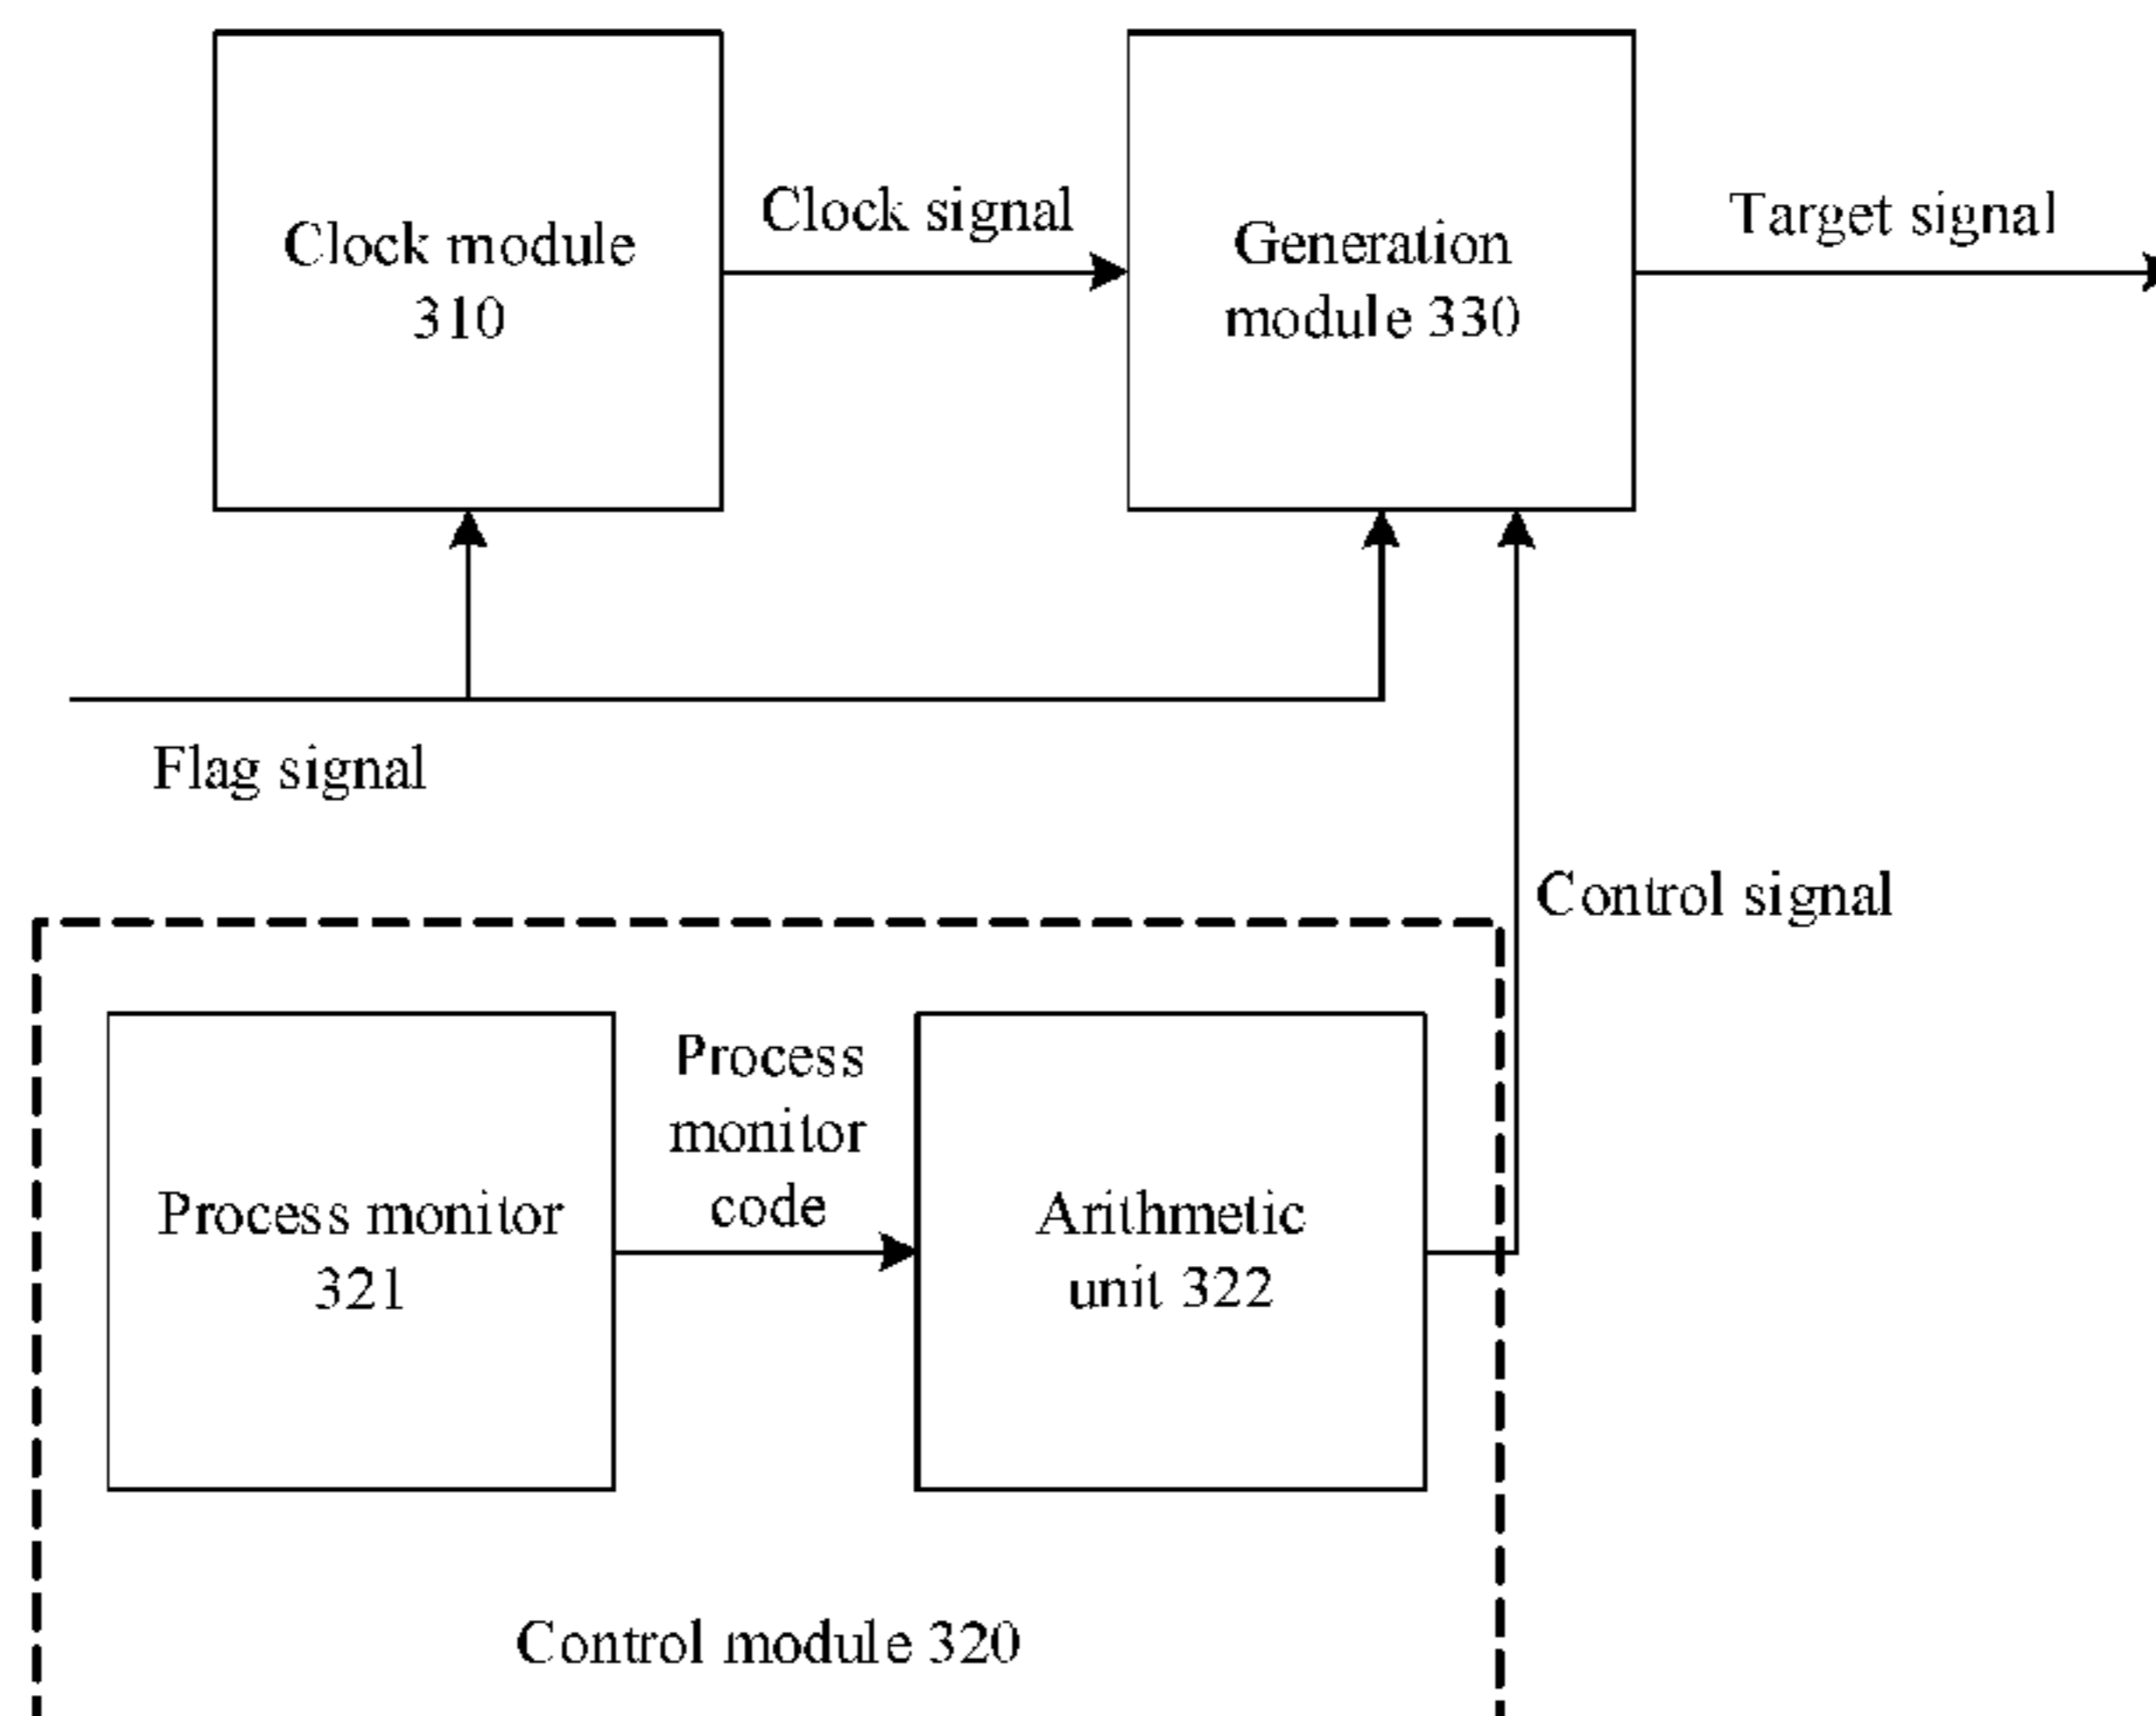 Clock module
310
Clock signal
Generation
module 330
Target signal
Flag signal
Control signal
Process monitor
321
Process
monitor
code
Arithmetic
unit 322
Control module 320